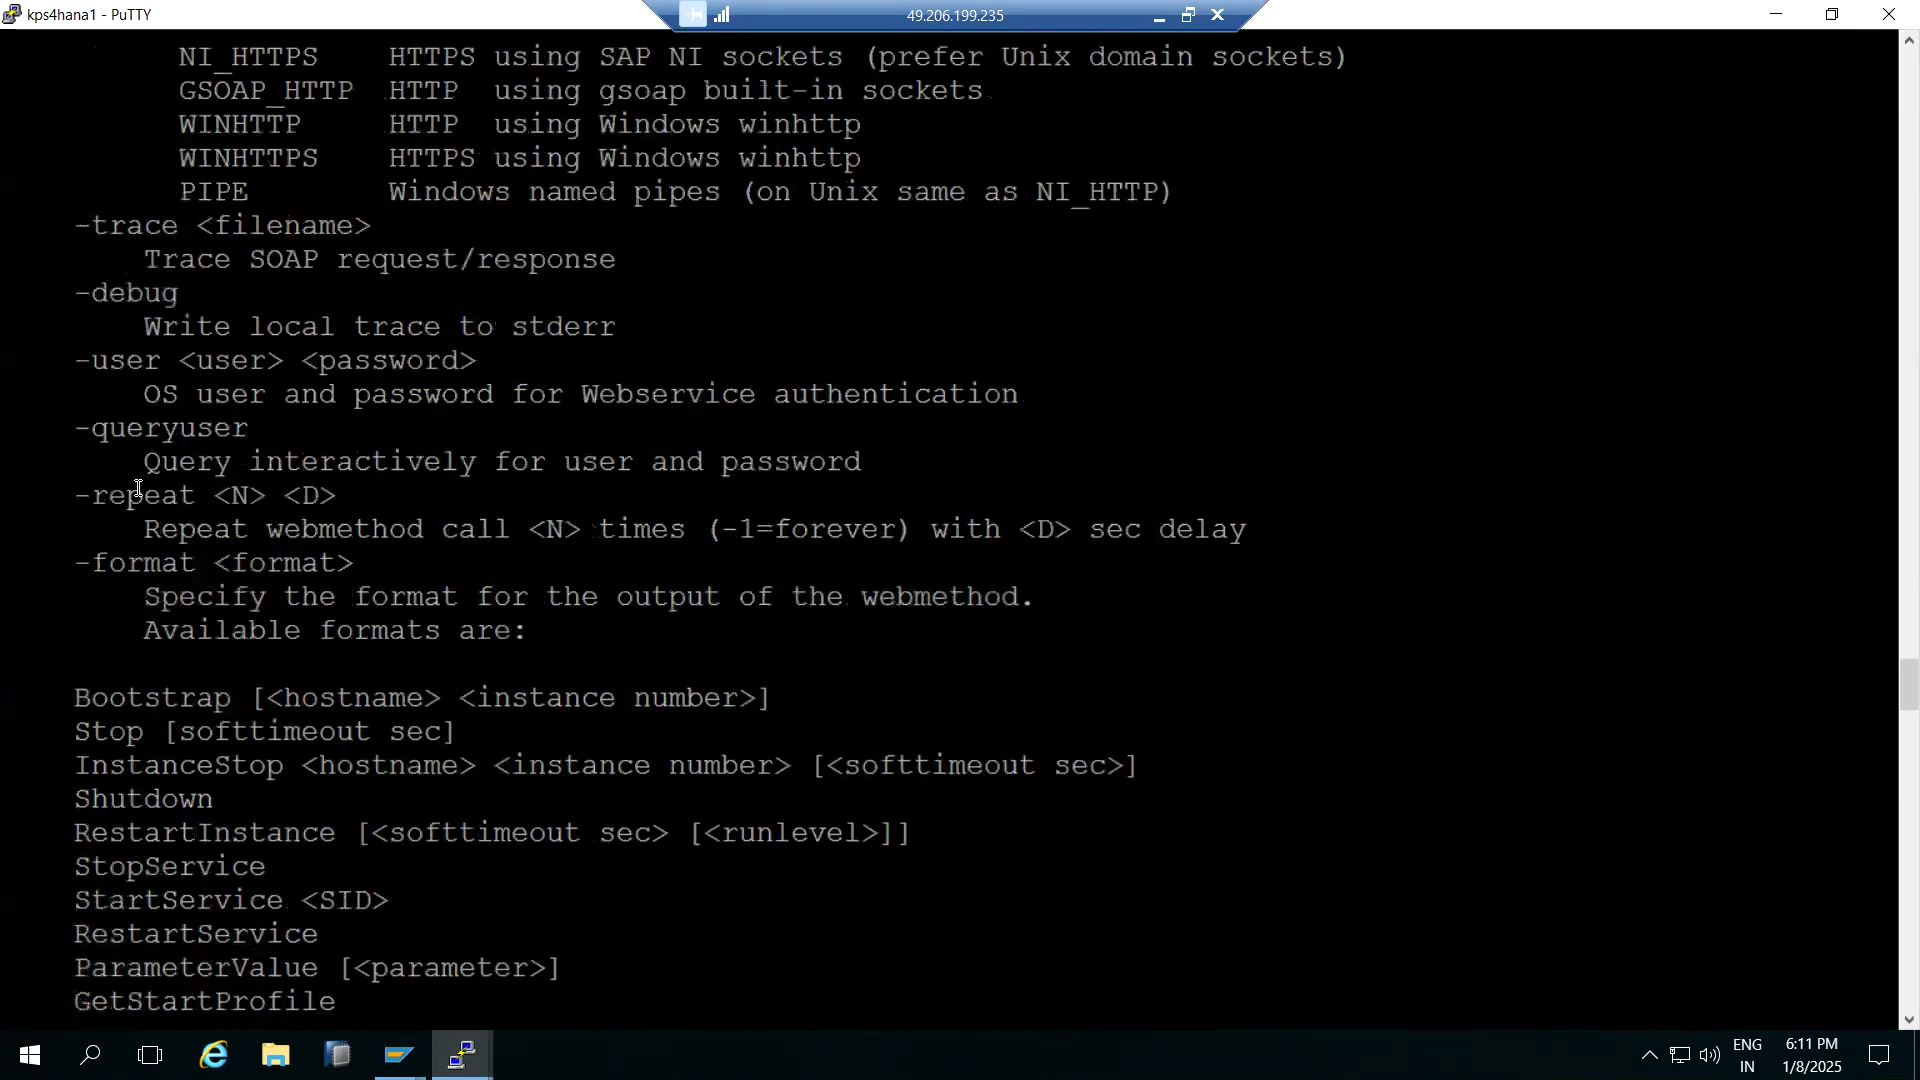 kps4hana1 - PuTTY
49.206.199.235
NI_HTTPS HTTPS using SAP NI sockets (prefer Unix domain sockets)
GSOAP_HTTP HTTP using gsoap built-in sockets
WINHTTP HTTP using Windows winhttp
WINHTTPS HTTPS using Windows winhttp
PIPE Windows named pipes (on Unix same as NI_HTTP)
-trace <filename>
Trace SOAP request/response
-debug
Write local trace to stderr
-user <user> <password>
OS user and password for Webservice authentication
-queryuser
Query interactively for user and password
-repeat <N> <D>
Repeat webmethod call <N> times (-1=forever) with <D> sec delay
-format <format>
Specify the format for the output of the webmethod.
Available formats are:
Bootstrap [<hostname> <instance number>]
Stop [softtimeout sec]
InstanceStop <hostname> <instance number> [<softtimeout sec>]
Shutdown
RestartInstance [<softtimeout sec> [<runlevel>]]
StopService
StartService <SID>
RestartService
ParameterValue [<parameter>]
GetStartProfile
ENG
IN
6:11 PM
1/8/2025